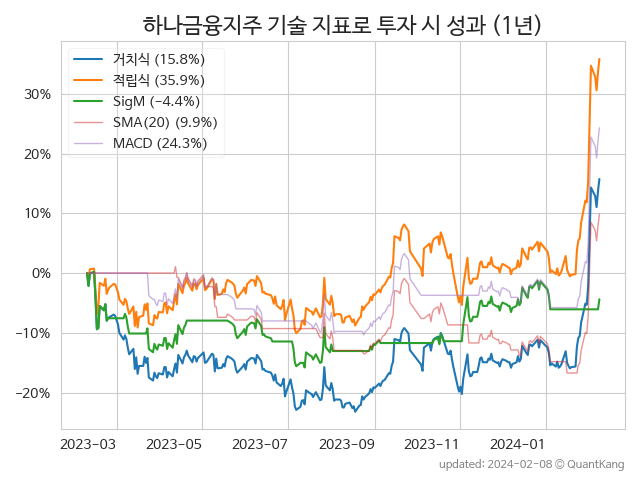 하나금융지주 기술 지표로 투자 시 성과 (1년)
거치식 (15.8%)
적립식 (35.9%)
SigM (−4.4%)
SMA(20) (9.9%)
MACD (24.3%)
30%
20%
10%
0%
−10%
−20%
2023-03 2023-05 2023-07 2023-09 2023-11 2024-01
updated: 2024-02-08 © QuantKang